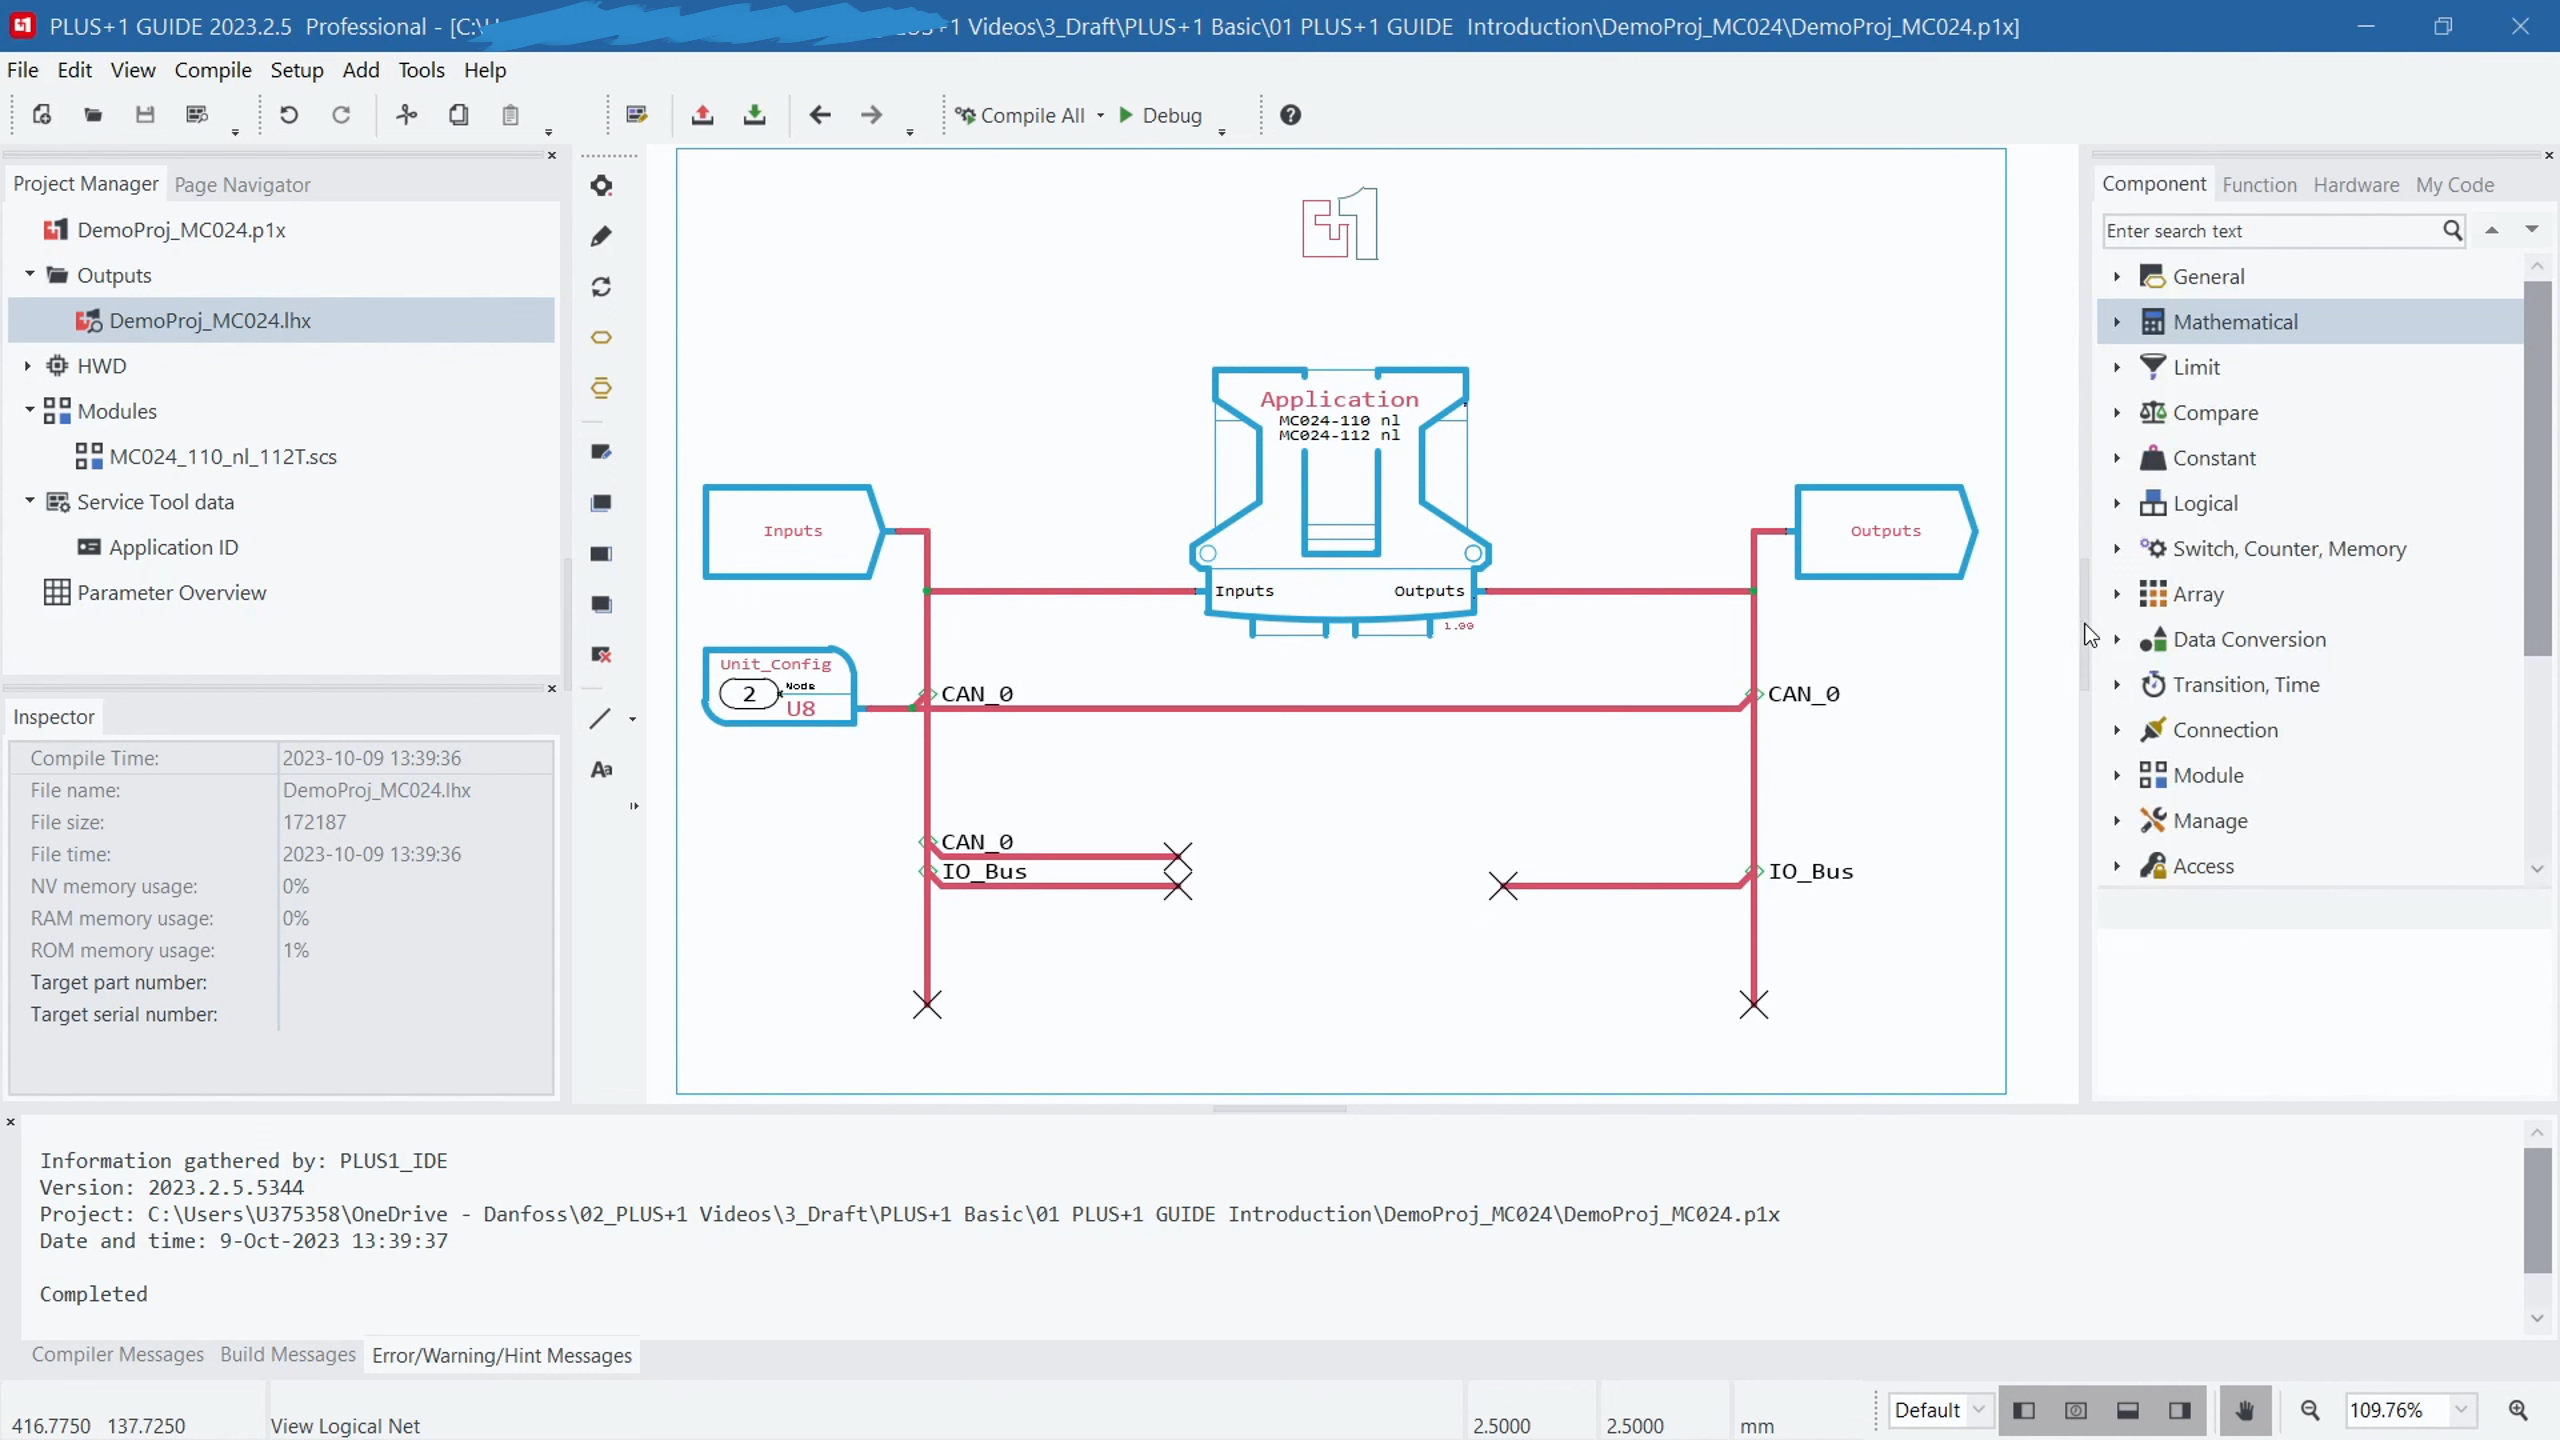 PLUS+1 GUIDE 2023.2.5  Professional - [C:\ +1 Videos\3_Draft\PLUS+1 Basic\01 PLUS+1 GUIDE  Introduction\DemoProj_MC024\DemoProj_MC024.p1x]
File Edit View Compile Setup Add Tools Help
Compile All Debug
Project Manager Page Navigator
DemoProj_MC024.p1x
Outputs
DemoProj_MC024.lhx
HWD
Modules
MC024_110_nl_112T.scs
Service Tool data
Application ID
Parameter Overview
Inspector
Compile Time: 2023-10-09 13:39:36
File name: DemoProj_MC024.lhx
File size: 172187
File time: 2023-10-09 13:39:36
NV memory usage: 0%
RAM memory usage: 0%
ROM memory usage: 1%
Target part number:
Target serial number:
Aa
Application
MC024-110 nl
MC024-112 nl
Inputs
Outputs
Inputs Outputs
1.00
Unit_Config
2 Node
U8
CAN_0
CAN_0
CAN_0
IO_Bus
IO_Bus
Component Function Hardware My Code
Enter search text
General
Mathematical
Limit
Compare
Constant
Logical
Switch, Counter, Memory
Array
Data Conversion
Transition, Time
Connection
Module
Manage
Access
Information gathered by: PLUS1_IDE
Version: 2023.2.5.5344
Project: C:\Users\U375358\OneDrive - Danfoss\02_PLUS+1 Videos\3_Draft\PLUS+1 Basic\01 PLUS+1 GUIDE Introduction\DemoProj_MC024\DemoProj_MC024.p1x
Date and time: 9-Oct-2023 13:39:37
Completed
Compiler Messages Build Messages Error/Warning/Hint Messages
416.7750 137.7250 View Logical Net 2.5000 2.5000 mm Default 109.76%